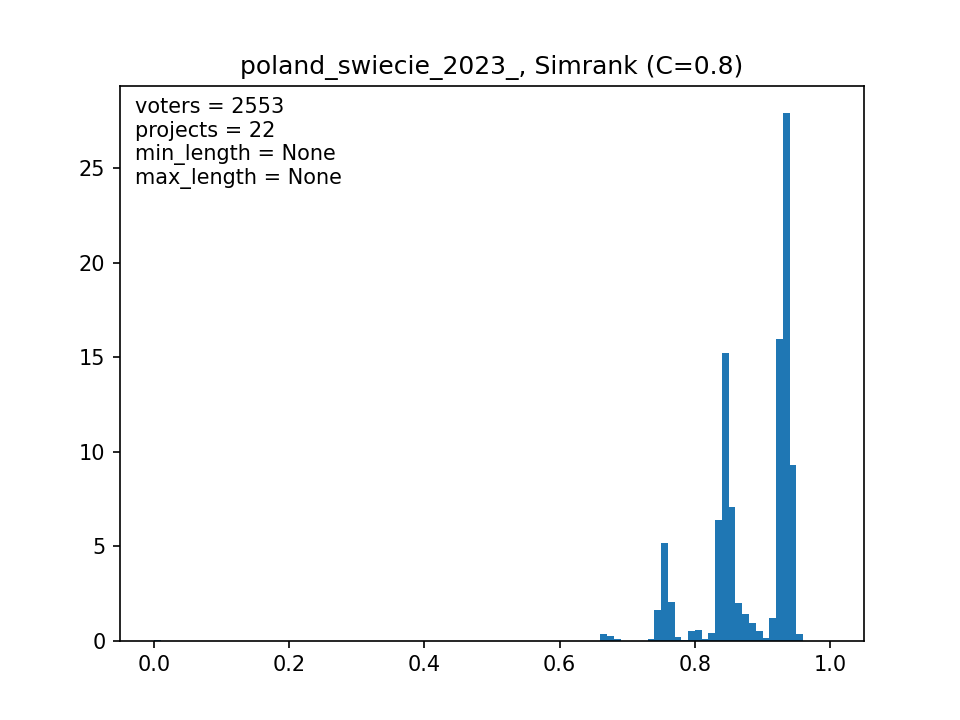 poland_swiecie_2023_, Simrank (C=0.8)
voters = 2553
projects = 22
min_length = None
max_length = None
25
20
15
10
5
0
0.0 0.2 0.4 0.6 0.8 1.0